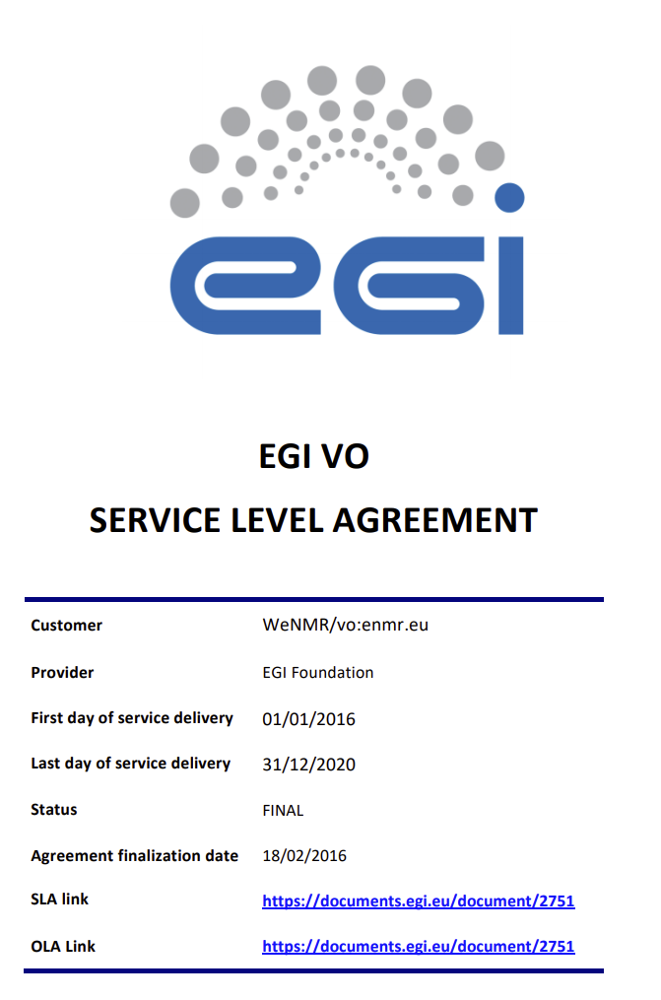 egi
EGI VO
SERVICE LEVEL AGREEMENT
Customer WeNMR/vo:enmr.eu
Provider EGI Foundation
First day of service delivery 01/01/2016
Last day of service delivery 31/12/2020
Status FINAL
Agreement finalization date 18/02/2016
SLA link https://documents.egi.eu/document/2751
OLA Link https://documents.egi.eu/document/2751